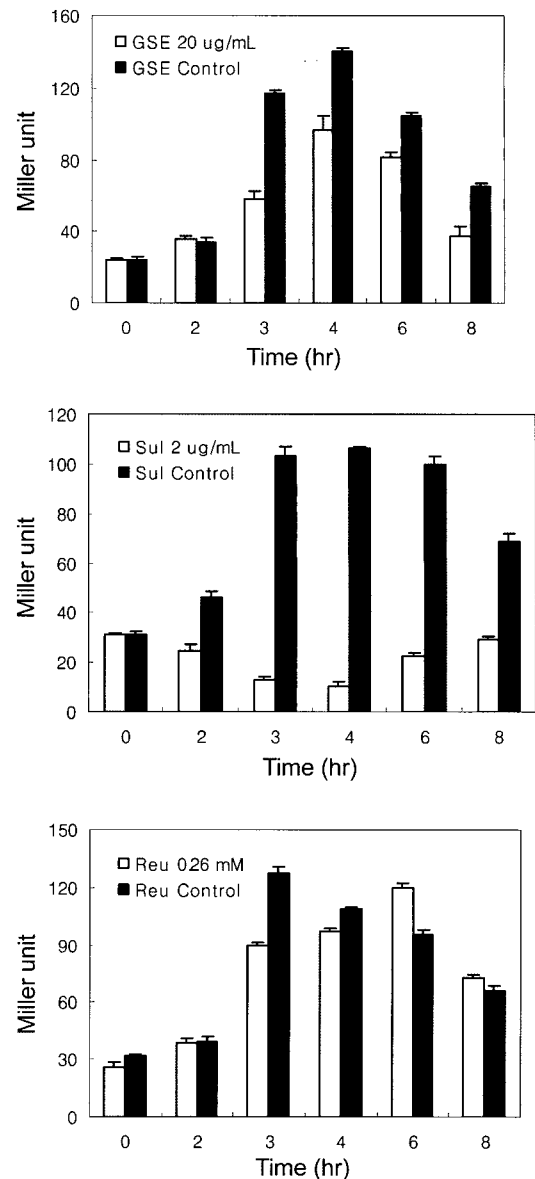 GSE 20 ug/mL
GSE Control
Miller unit
160
120
80
40
0
0 2 3 4 6 8
Time (hr)
Sul 2 ug/mL
Sul Control
Miller unit
120
100
80
60
40
20
0
0 2 3 4 6 8
Time (hr)
Reu 026 mM
Reu Control
Miller unit
150
120
90
60
30
0
0 2 3 4 6 8
Time (hr)